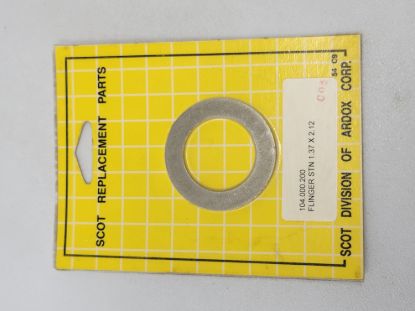 SCOT REPLACEMENT PARTS
104.000.200
FLINGER STN 1.37 X 2.12
SCOT DIVISION OF ARDOX CORP.